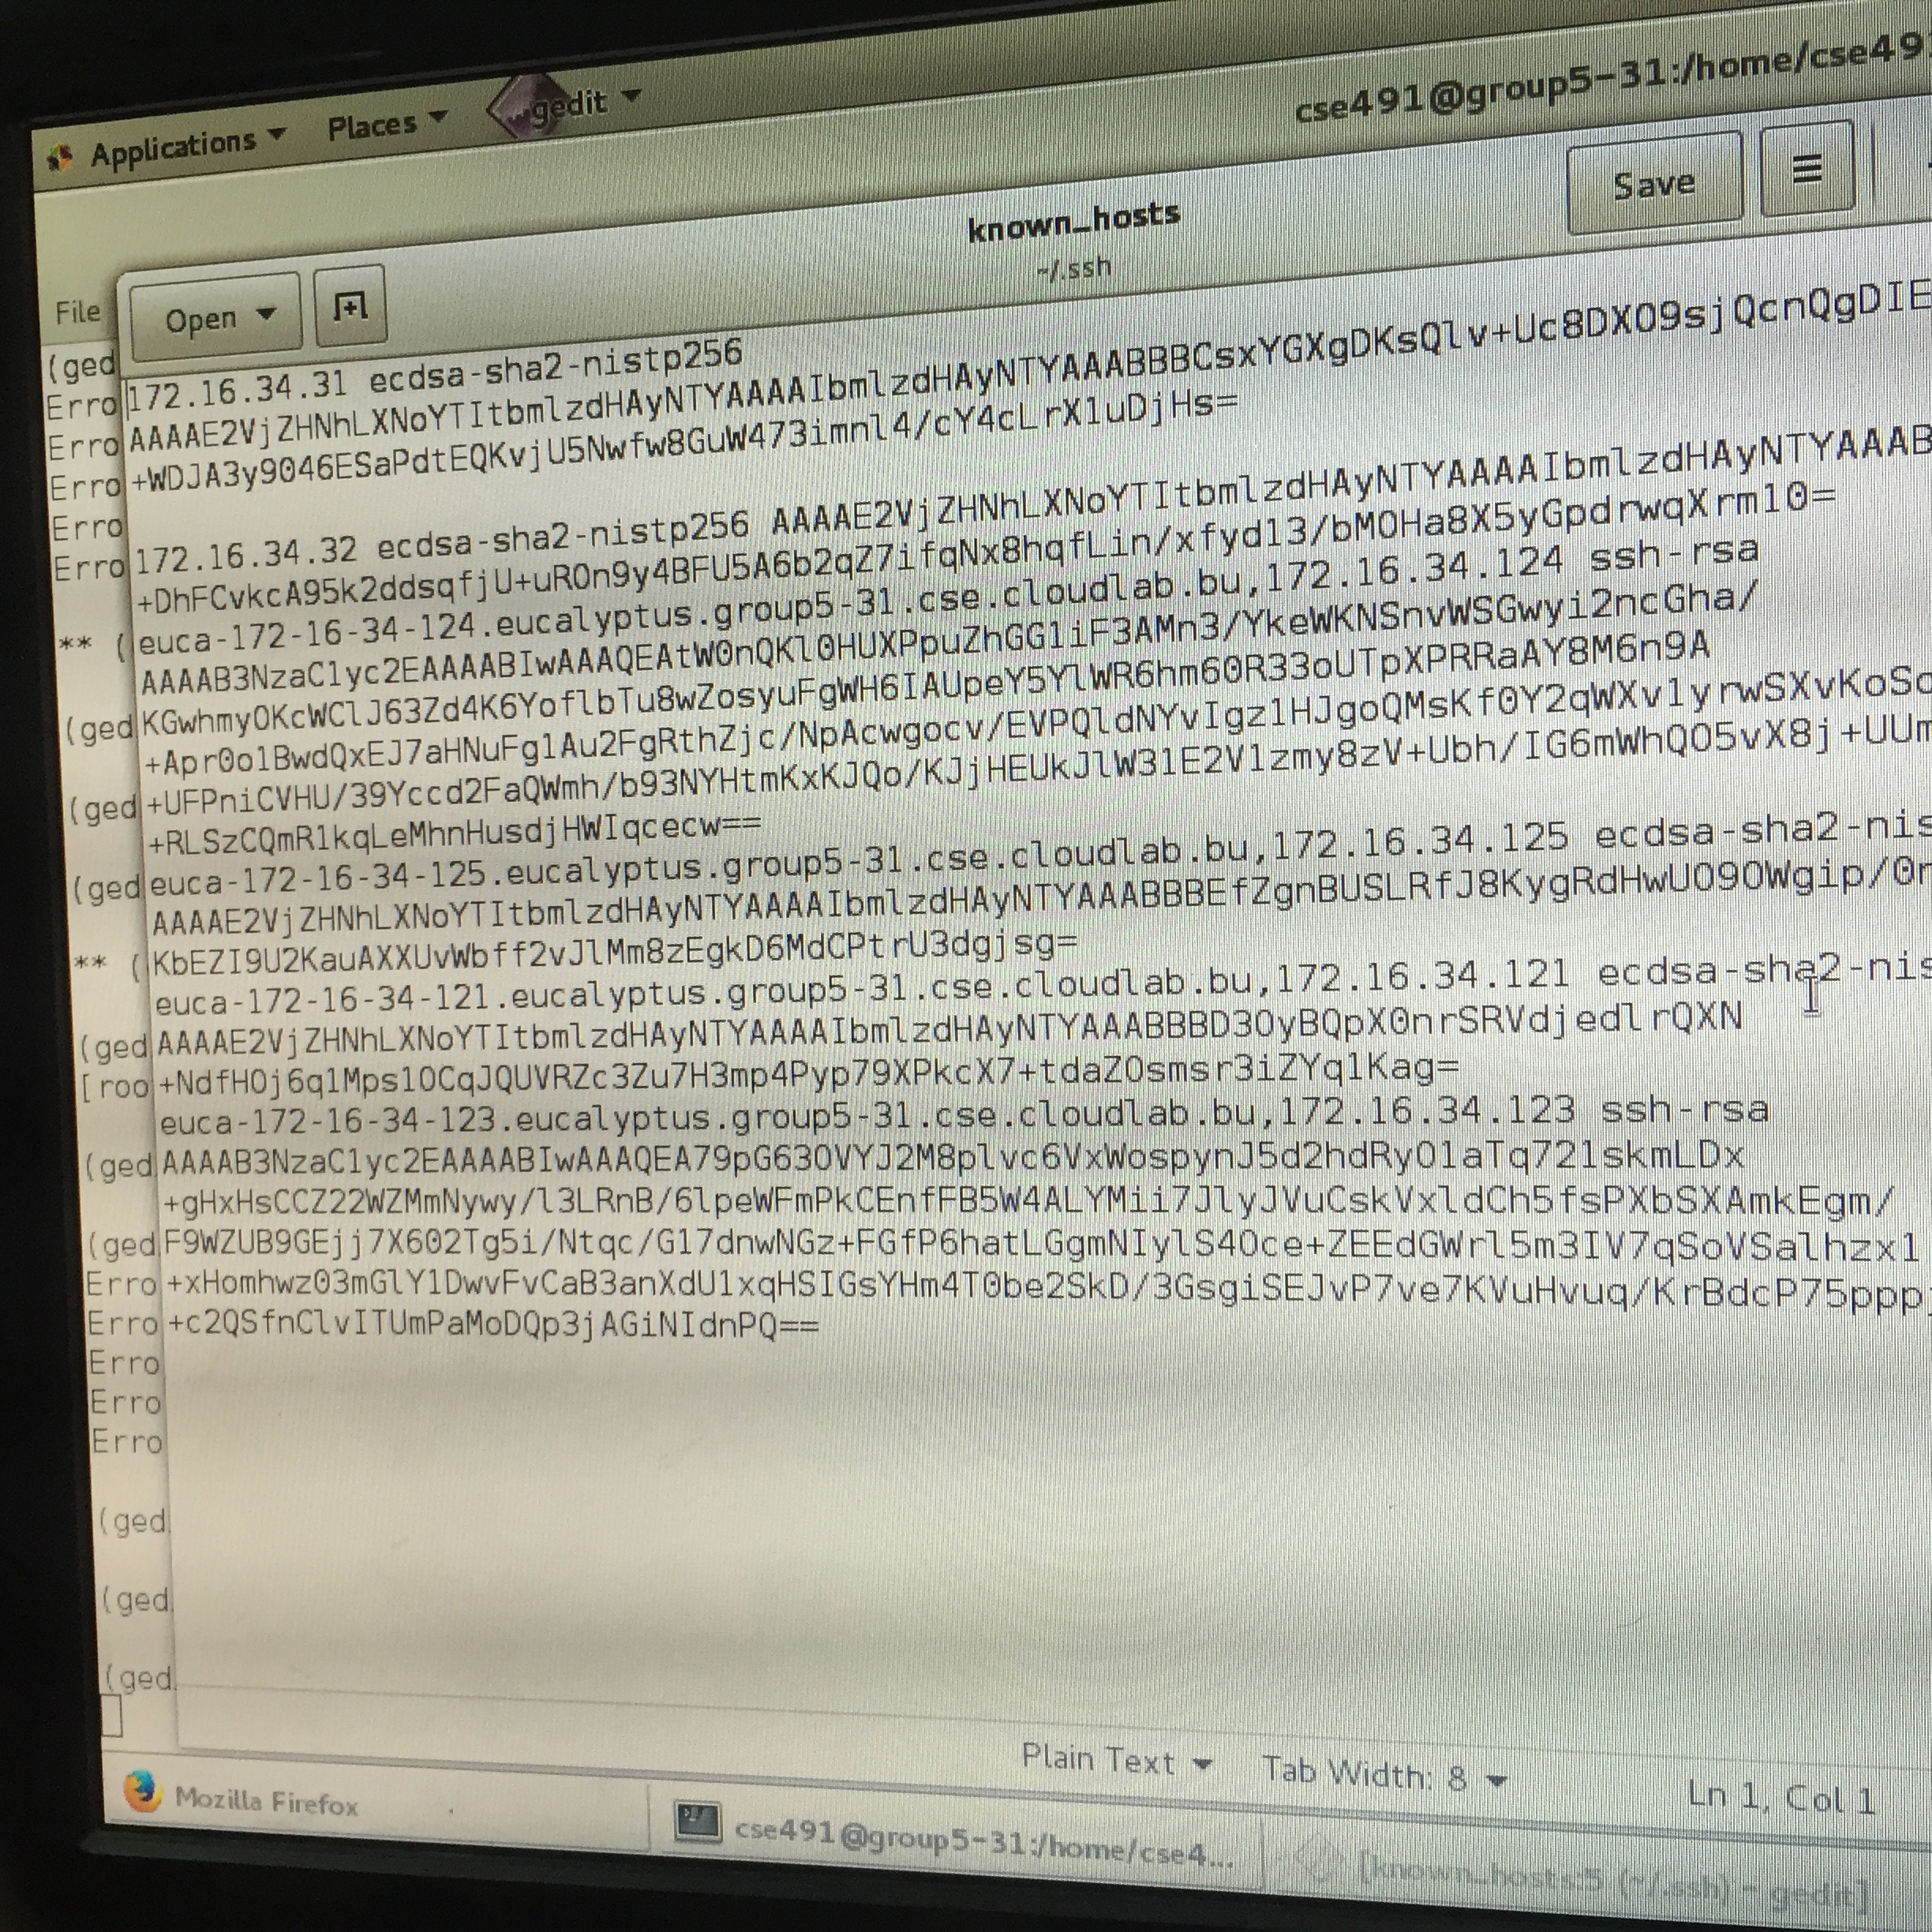 Applications Places gedit
cse491@group5-31:/home/cse49
known_hosts
~/.ssh
Save
File
Open
(ged
172.16.34.31 ecdsa-sha2-nistp256
Erro
AAAAE2VjZHNhLXNoYTItbmlzdHAyNTYAAAAIbmlzdHAyNTYAAABBBCsxYGXgDKsQlv+Uc8DXO9sjQcnQgDIE
Erro
+WDJA3y9046ESaPdtEQKvjU5Nwfw8GuW473imnl4/cY4cLrX1uDjHs=
Erro
Erro
172.16.34.32 ecdsa-sha2-nistp256 AAAAE2VjZHNhLXNoYTItbmlzdHAyNTYAAAAIbmlzdHAyNTYAAAB
Erro
+DhFCvkcA95k2ddsqfjU+uR0n9y4BFU5A6b2qZ7ifqNx8hqfLin/xfyd13/bM0Ha8X5yGpdrwqXrm10=
euca-172-16-34-124.eucalyptus.group5-31.cse.cloudlab.bu,172.16.34.124 ssh-rsa
** (
AAAAB3NzaC1yc2EAAAABIwAAAQEAtW0nQKl0HUXPpuZhGG1iF3AMn3/YkeWKNSnvWSGwyi2ncGha/
KGwhmyOKcWClJ63Zd4K6YoflbTu8wZosyuFgWH6IAUpeY5YlWR6hm60R33oUTpXPRRaAY8M6n9A
(ged
+Apr0o1BwdQxEJ7aHNuFg1Au2FgRthZjc/NpAcwgocv/EVPQldNYvIgz1HJgoQMsKf0Y2qWXv1yrwSXvKoSc
+UFPniCVHU/39Yccd2FaQWmh/b93NYHtmKxKJQo/KJjHEUkJlW31E2V1zmy8zV+Ubh/IG6mWhQO5vX8j+UUm
(ged
+RLSzCQmR1kqLeMhnHusdjHWIqcecw==
euca-172-16-34-125.eucalyptus.group5-31.cse.cloudlab.bu,172.16.34.125 ecdsa-sha2-nis
(ged
AAAAE2VjZHNhLXNoYTItbmlzdHAyNTYAAAAIbmlzdHAyNTYAAABBBEfZgnBUSLRfJ8KygRdHwUO9OWgip/0r
KbEZI9U2KauAXXUvWbff2vJlMm8zEgkD6MdCPtrU3dgjsg=
** (
euca-172-16-34-121.eucalyptus.group5-31.cse.cloudlab.bu,172.16.34.121 ecdsa-sha2-nis
AAAAE2VjZHNhLXNoYTItbmlzdHAyNTYAAAAIbmlzdHAyNTYAAABBBD3OyBQpX0nrSRVdjedlrQXN
(ged
+NdfHOj6q1Mps1OCqJQUVRZc3Zu7H3mp4Pyp79XPkcX7+tdaZOsmsr3iZYq1Kag=
[roo
euca-172-16-34-123.eucalyptus.group5-31.cse.cloudlab.bu,172.16.34.123 ssh-rsa
(ged
AAAAB3NzaC1yc2EAAAABIwAAAQEA79pG63OVYJ2M8plvc6VxWospynJ5d2hdRyO1aTq721skmLDx
+gHxHsCCZ22WZMmNywy/l3LRnB/6lpeWFmPkCEnfFB5W4ALYMii7JlyJVuCskVxldCh5fsPXbSXAmkEgm/
(ged
F9WZUB9GEjj7X602Tg5i/Ntqc/G17dnwNGz+FGfP6hatLGgmNIylS4Oce+ZEEdGWrl5m3IV7qSoVSalhzx1
Erro
+xHomhwz03mGlY1DwvFvCaB3anXdU1xqHSIGsYHm4T0be2SkD/3GsgiSEJvP7ve7KVuHvuq/KrBdcP75ppp
Erro
+c2QSfnClvITUmPaMoDQp3jAGiNIdnPQ==
Erro
Erro
Erro
(ged
(ged
(ged
Plain Text Tab Width: 8 Ln 1, Col 1
Mozilla Firefox
cse491@group5-31:/home/cse4...
[known_hosts5 (~/.ssh) - gedit]